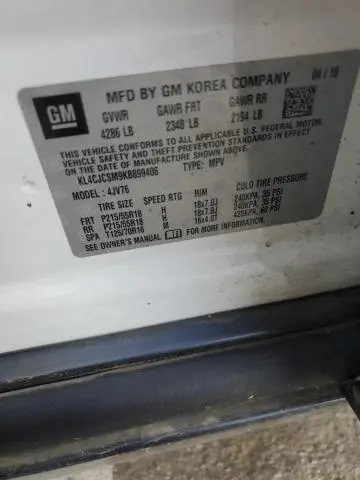 GM
MFD BY GM KOREA COMPANY 04 / 19
GVWR GAWR FRT GAWR RR
4286 LB 2348 LB 2194 LB
THIS VEHICLE CONFORMS TO ALL APPLICABLE U.S. FEDERAL
MOTOR VEHICLE SAFETY, BUMPER, AND THEFT PREVENTION
STANDARDS IN EFFECT ON THE DATE OF MANUFACTURE SHOWN ABOVE.
KL4CJCSM9KB899406 TYPE: MPV
MODEL: 4JV76
TIRE SIZE SPEED RTG RIM COLD TIRE PRESSURE
FRT P215/55R18 H 18x7.0J 240KPA, 35 PSI
RR P215/55R18 H 18x7.0J 240KPA, 35 PSI
SPA T125/70R16 M 16x4.0T 420KPA, 60 PSI
SEE OWNER'S MANUAL FOR MORE INFORMATION.